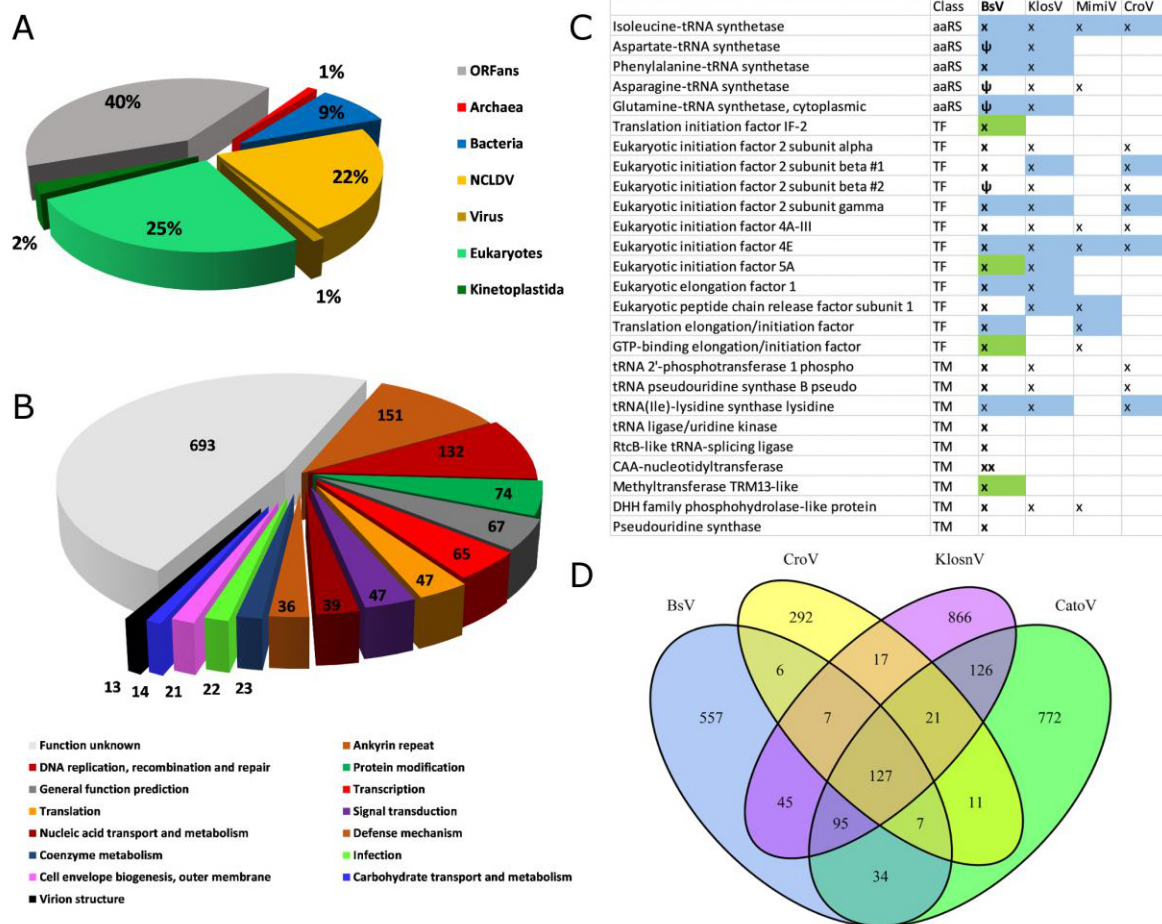 A
40%
1%
9%
22%
1%
25%
2%
ORFans
Archaea
Bacteria
NCLDV
Virus
Eukaryotes
Kinetoplastida
B
693
151
132
74
67
65
47
47
39
36
23
22
21
14
13
Function unknown
Ankyrin repeat
DNA replication, recombination and repair
Protein modification
General function prediction
Transcription
Translation
Signal transduction
Nucleic acid transport and metabolism
Defense mechanism
Coenzyme metabolism
Infection
Cell envelope biogenesis, outer membrane
Carbohydrate transport and metabolism
Virion structure
C
Class BsV KlosV MimiV CroV
Isoleucine-tRNA synthetase aaRS x x x x
Aspartate-tRNA synthetase aaRS ψ x
Phenylalanine-tRNA synthetase aaRS x x
Asparagine-tRNA synthetase aaRS ψ x x
Glutamine-tRNA synthetase, cytoplasmic aaRS ψ x
Translation initiation factor IF-2 TF x
Eukaryotic initiation factor 2 subunit alpha TF x x x
Eukaryotic initiation factor 2 subunit beta #1 TF x x x
Eukaryotic initiation factor 2 subunit beta #2 TF ψ x x
Eukaryotic initiation factor 2 subunit gamma TF x x x
Eukaryotic initiation factor 4A-III TF x x x x
Eukaryotic initiation factor 4E TF x x x x
Eukaryotic initiation factor 5A TF x x
Eukaryotic elongation factor 1 TF x x
Eukaryotic peptide chain release factor subunit 1 TF x x x
Translation elongation/initiation factor TF x x
GTP-binding elongation/initiation factor TF x x
tRNA 2'-phosphotransferase 1 phospho TM x x x
tRNA pseudouridine synthase B pseudo TM x x x
tRNA(Ile)-lysidine synthase lysidine TM x x x
tRNA ligase/uridine kinase TM x
RtcB-like tRNA-splicing ligase TM x
CAA-nucleotidyltransferase TM xx
Methyltransferase TRM13-like TM x
DHH family phosphohydrolase-like protein TM x x x
Pseudouridine synthase TM x
D
CroV
KlosnV
BsV
CatoV
292
866
17
6
126
557
7
21
772
127
45
11
95
7
34